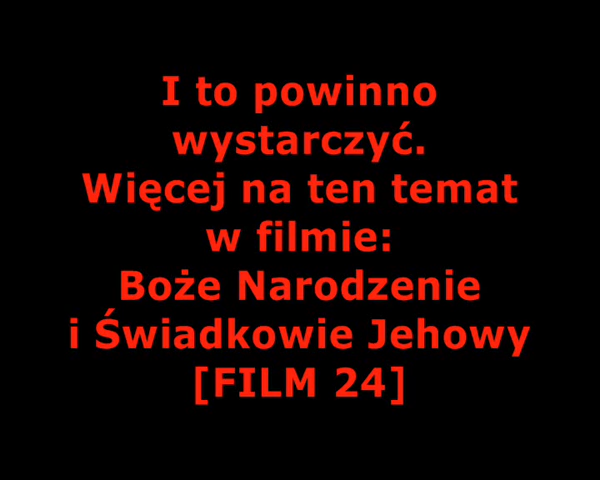 I to powinno
wystarczyć.
Więcej na ten temat
w filmie:
Boże Narodzenie
i Świadkowie Jehowy
[FILM 24]